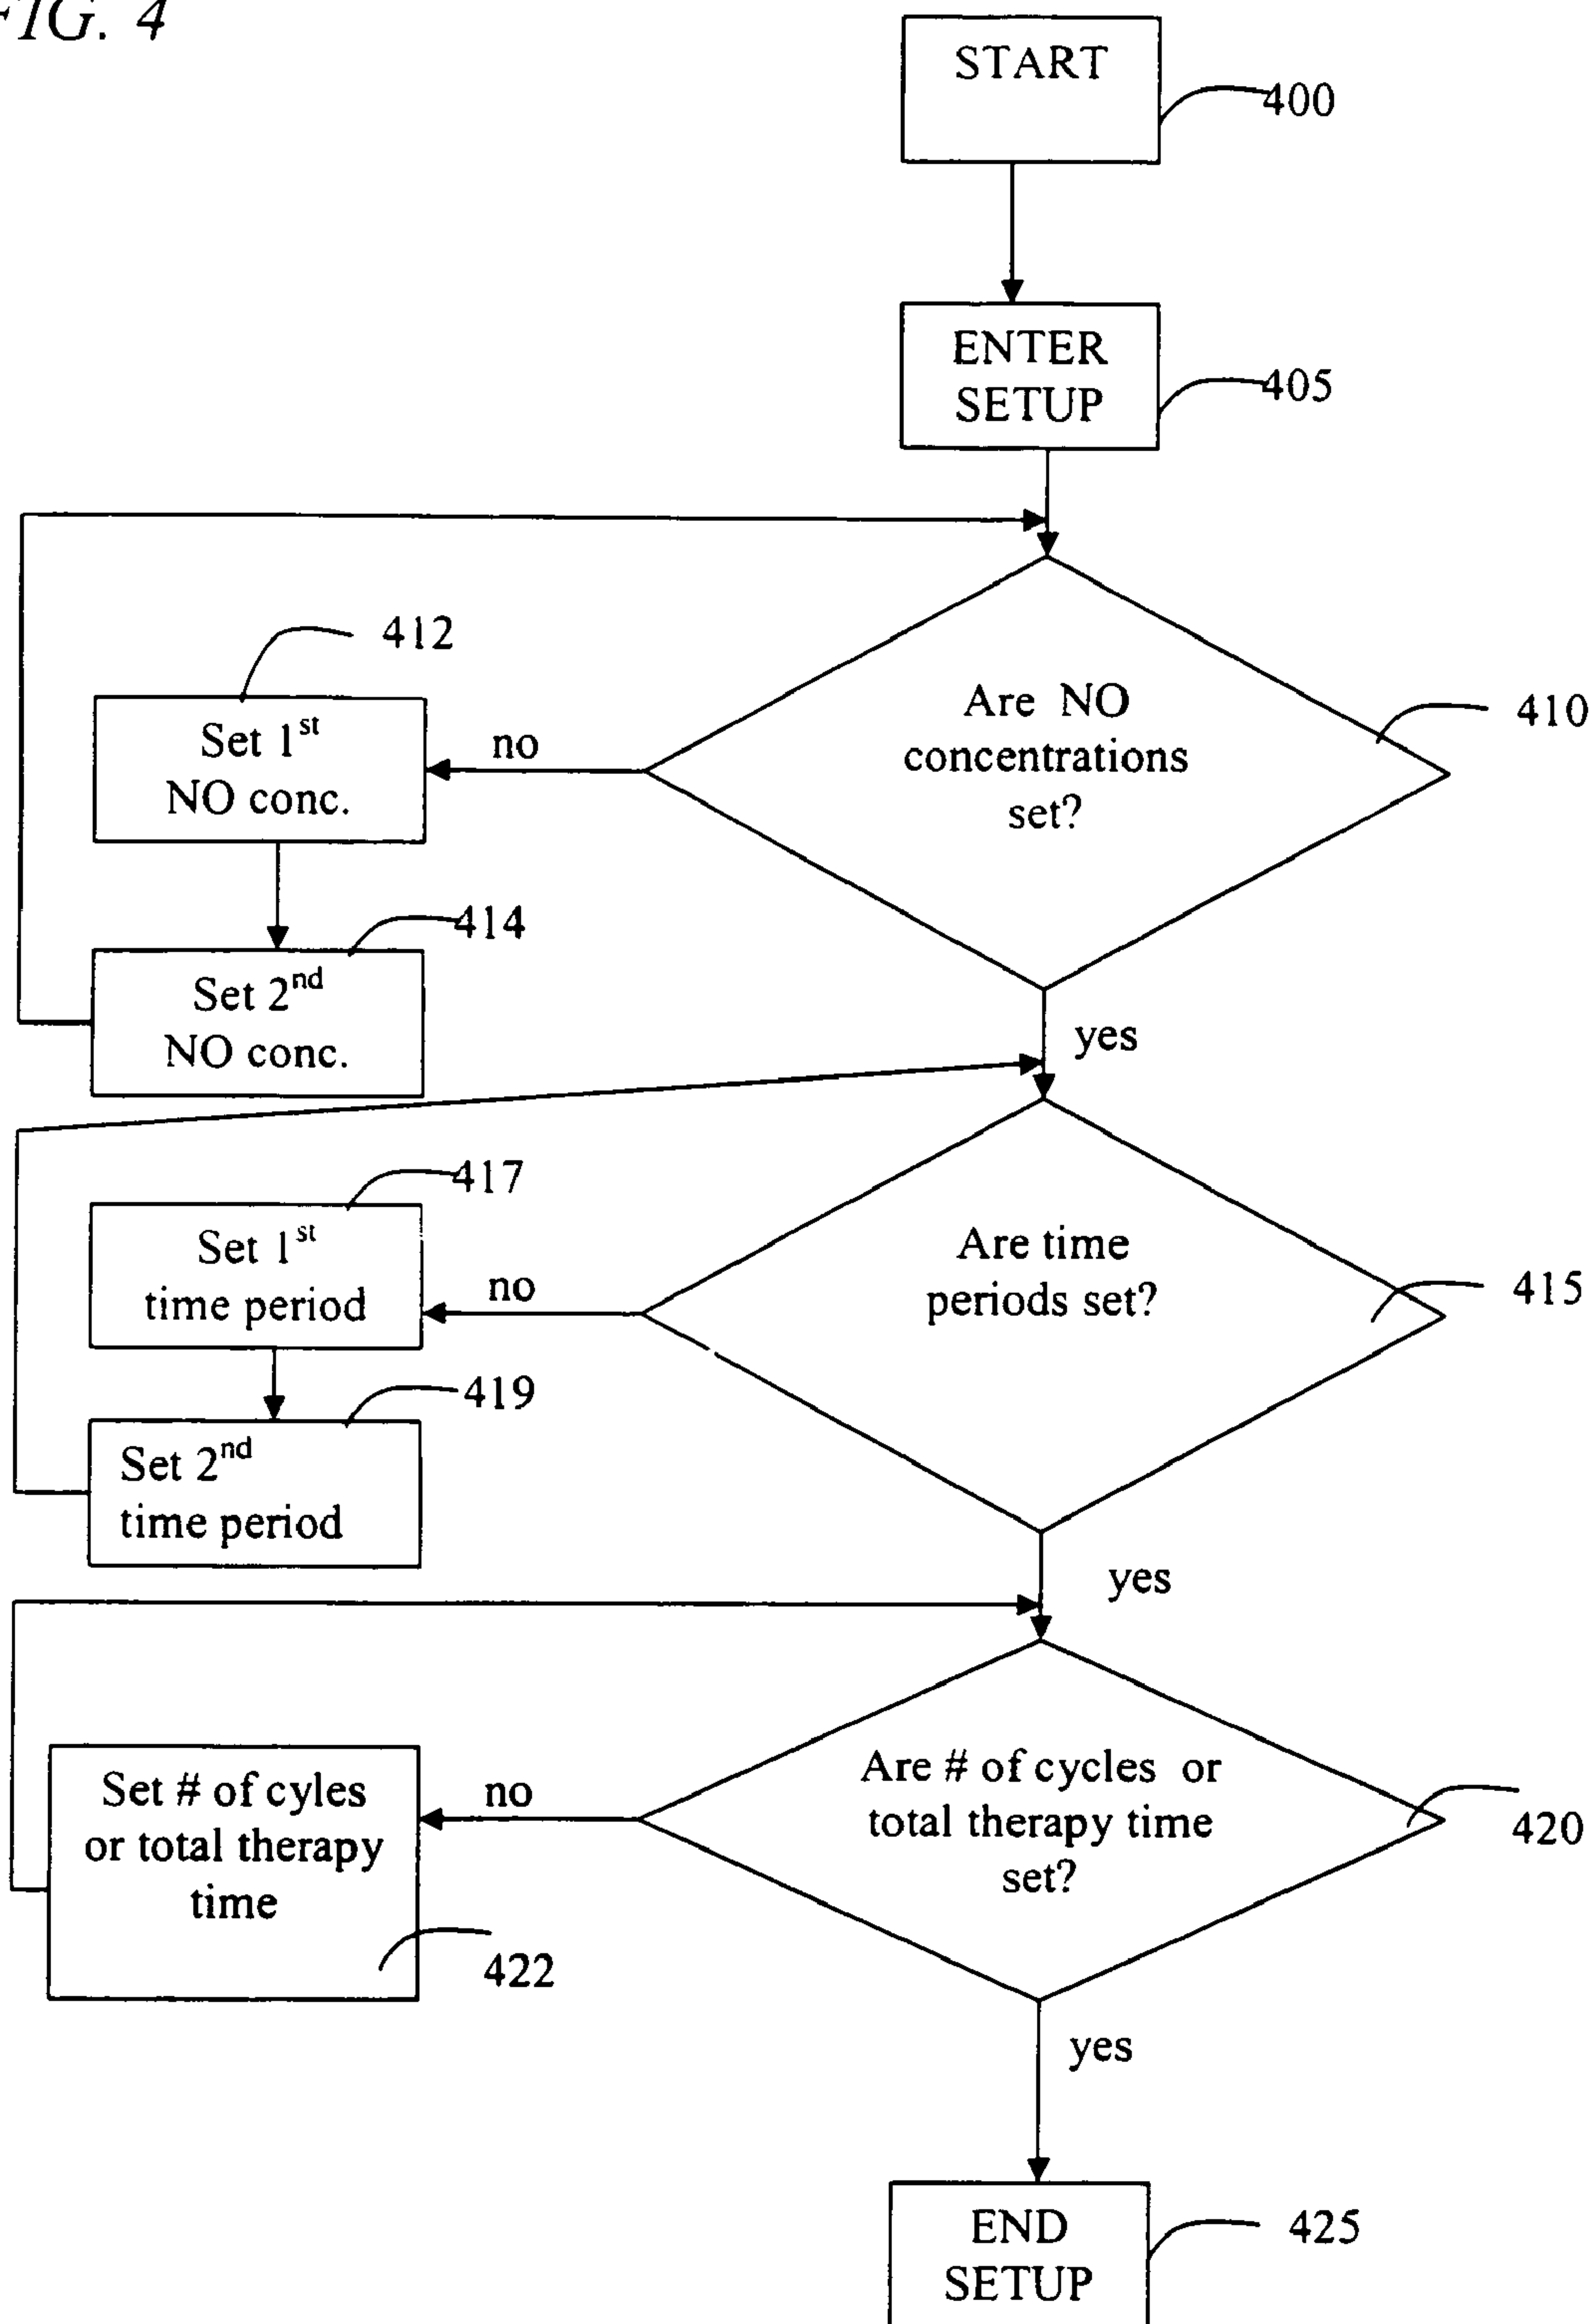 FIG. 4
START
400
ENTER
SETUP
405
412
Set 1st
NO conc.
no
Are NO
concentrations
set?
410
414
Set 2nd
NO conc.
yes
417
Set 1st
time period
no
Are time
periods set?
415
419
Set 2nd
time period
yes
Set # of cyles
or total therapy
time
422
no
Are # of cycles or
total therapy time
set?
420
yes
END
SETUP
425